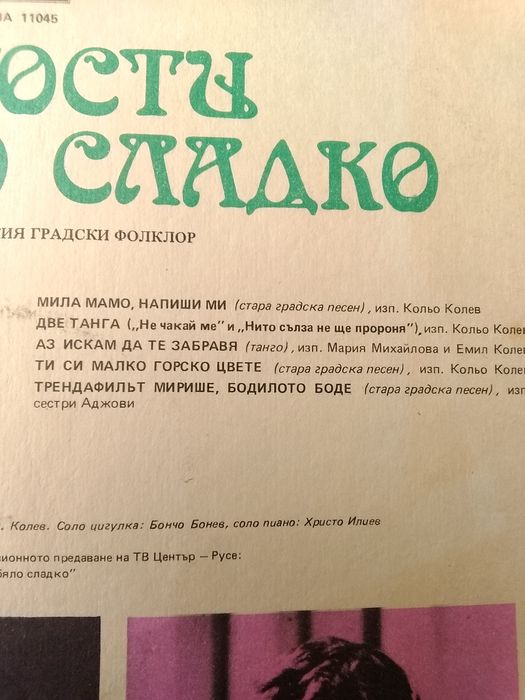 НА 11045
ОСТИ
О СЛАДКО
ИЯ ГРАДСКИ ФОЛКЛОР
МИЛА МАМО, НАПИШИ МИ (стара градска песен), изп. Кольо Колев
ДВЕ ТАНГА („Не чакай ме" и „Нито сълза не ще пророня"), изп. Кольо Колев
АЗ ИСКАМ ДА ТЕ ЗАБРАВЯ (танго), изп. Мария Михайлова и Емил Колев
ТИ СИ МАЛКО ГОРСКО ЦВЕТЕ (стара градска песен), изп. Кольо Колев
ТРЕНДАФИЛЪТ МИРИШЕ, БОДИЛОТО БОДЕ (стара градска песен), изп.
сестри Аджови
. Колев. Соло цигулка: Бончо Бонев, соло пиано: Христо Илиев
ионното предаване на ТВ Център – Русе:
бяло сладко"